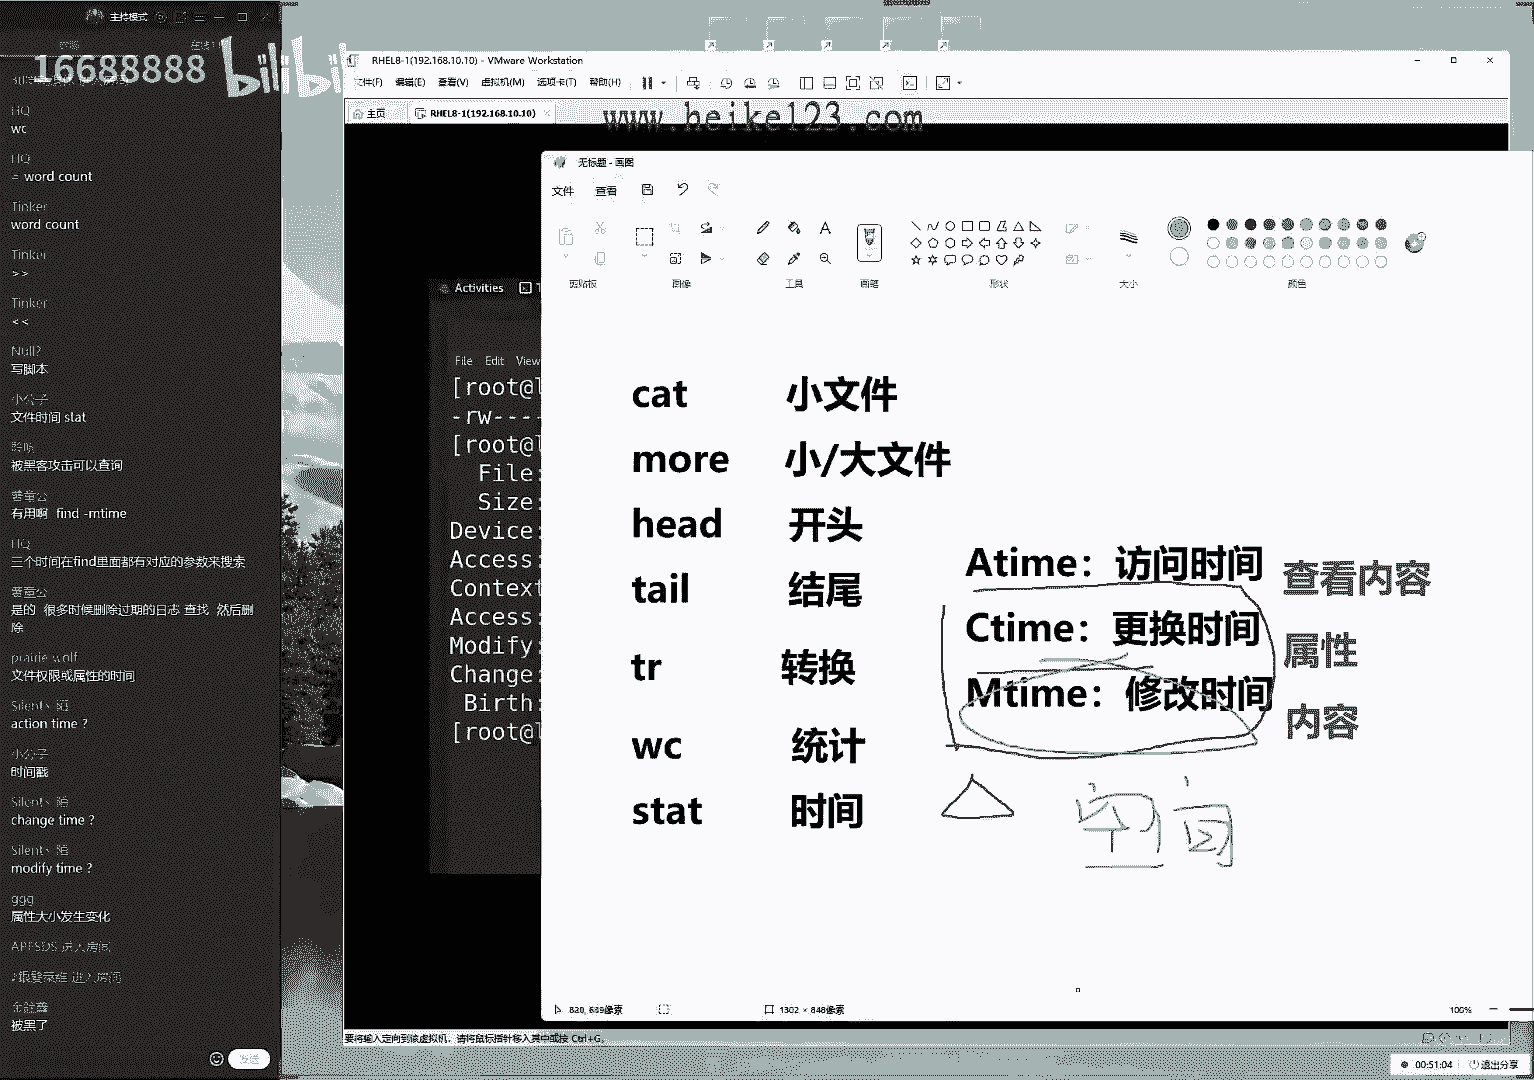 主持模式
16688888
bilibili
HQ
wc
HQ
= word count
Tinker
word count
Tinker
>>
Tinker
<<
Null?
写脚本
小公子
文件时间 stat
被黑客攻击可以查询
薯童公
有用啊 find -mtime
HQ
三个时间在find里面都有对应的参数来搜索
薯童公
是的 很多时候删除过期的日志 查找 然后删
除
prairie wolf
文件权限或属性的时间
Silent、陌
action time ?
小公子
时间戳
Silent、陌
change time ?
Silent、陌
modify time ?
ggg
属性大小发生变化
进入房间
进入房间
被黑了
发送
RHEL8-1(192.168.10.10) - VMware Workstation
文件(F) 编辑(E) 查看(V) 虚拟机(M) 选项卡(T) 帮助(H)
主页 RHEL8-1(192.168.10.10)
www.heike123.com
Activities
File Edit View
[root@l
-rw----
[root@l
File:
Size:
Device:
Access:
Context
Access:
Modify:
Change:
Birth:
[root@l
无标题 - 画图
文件 查看
剪贴板 图像 工具 画笔 形状 大小 颜色
cat 小文件
more 小/大文件
head 开头
tail 结尾
tr 转换
wc 统计
stat 时间
Atime：访问时间 查看内容
Ctime：更换时间 属性
Mtime：修改时间 内容
空间
820, 689像素 1302 × 848像素 100%
要将输入定向到该虚拟机，请将鼠标指针移入其中或按 Ctrl+G。
00:51:04 退出分享